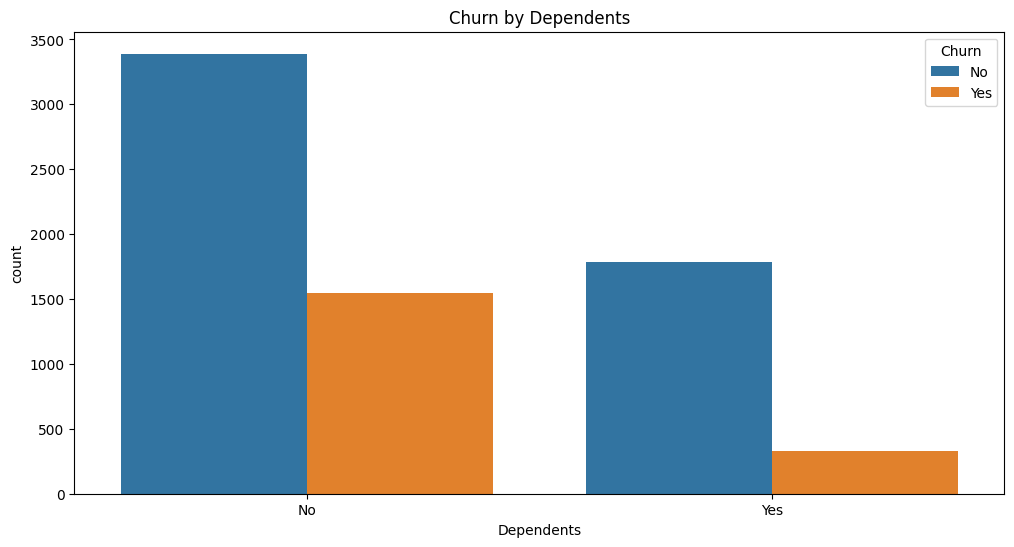 Churn by Dependents
3500
3000
2500
2000
1500
1000
500
0
count
Churn
No
Yes
No
Yes
Dependents